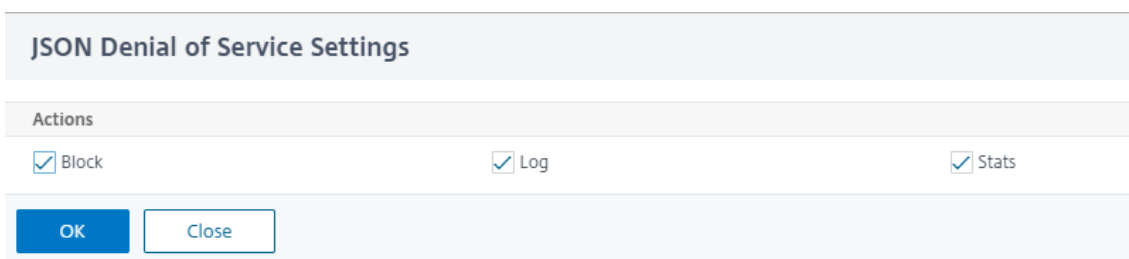 JSON Denial of Service Settings
Actions
Block Log Stats
OK Close